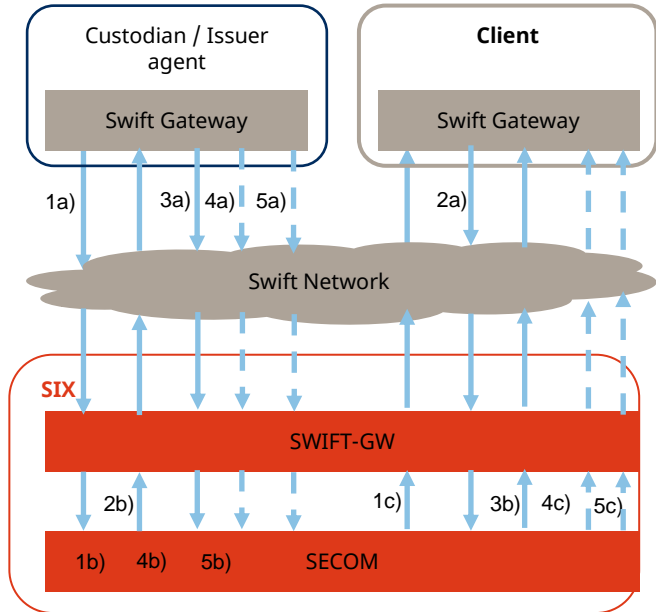 Custodian / Issuer
agent
Client
Swift Gateway
Swift Gateway
1a)
3a)
4a)
5a)
2a)
Swift Network
SIX
SWIFT-GW
2b)
1c)
3b)
4c)
5c)
1b)
4b)
5b)
SECOM